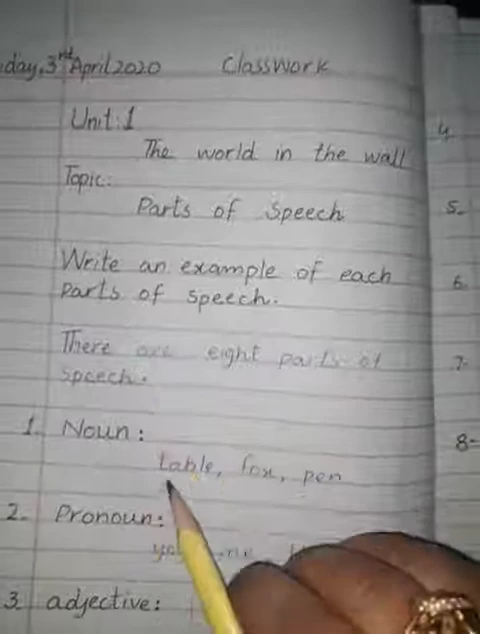 day, 3rd April 2020 Classwork
Unit:1
The world in the wall
Topic:
Parts of Speech
Write an example of each
parts of speech.
There are eight parts of
speech.
1. Noun:
table, fox, pen
2. Pronoun:
3. adjective:
4.
5.
6.
7.
8-